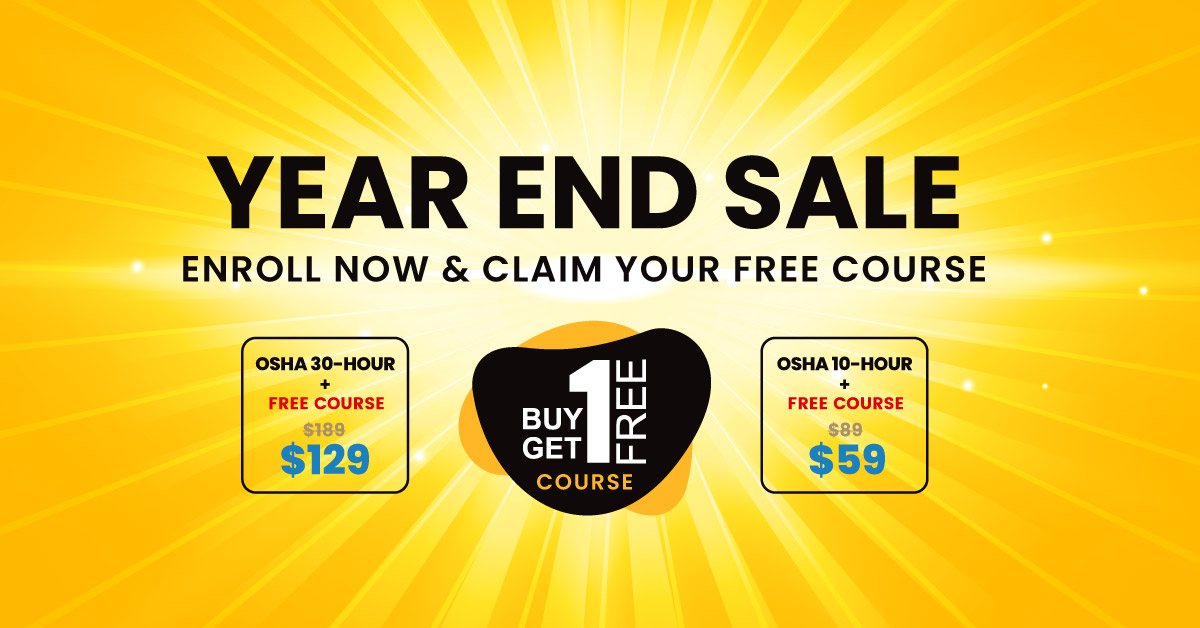 YEAR END SALE
ENROLL NOW & CLAIM YOUR FREE COURSE
OSHA 30-HOUR
+
FREE COURSE
$189
$129
BUY 1 FREE
GET
COURSE
OSHA 10-HOUR
+
FREE COURSE
$89
$59